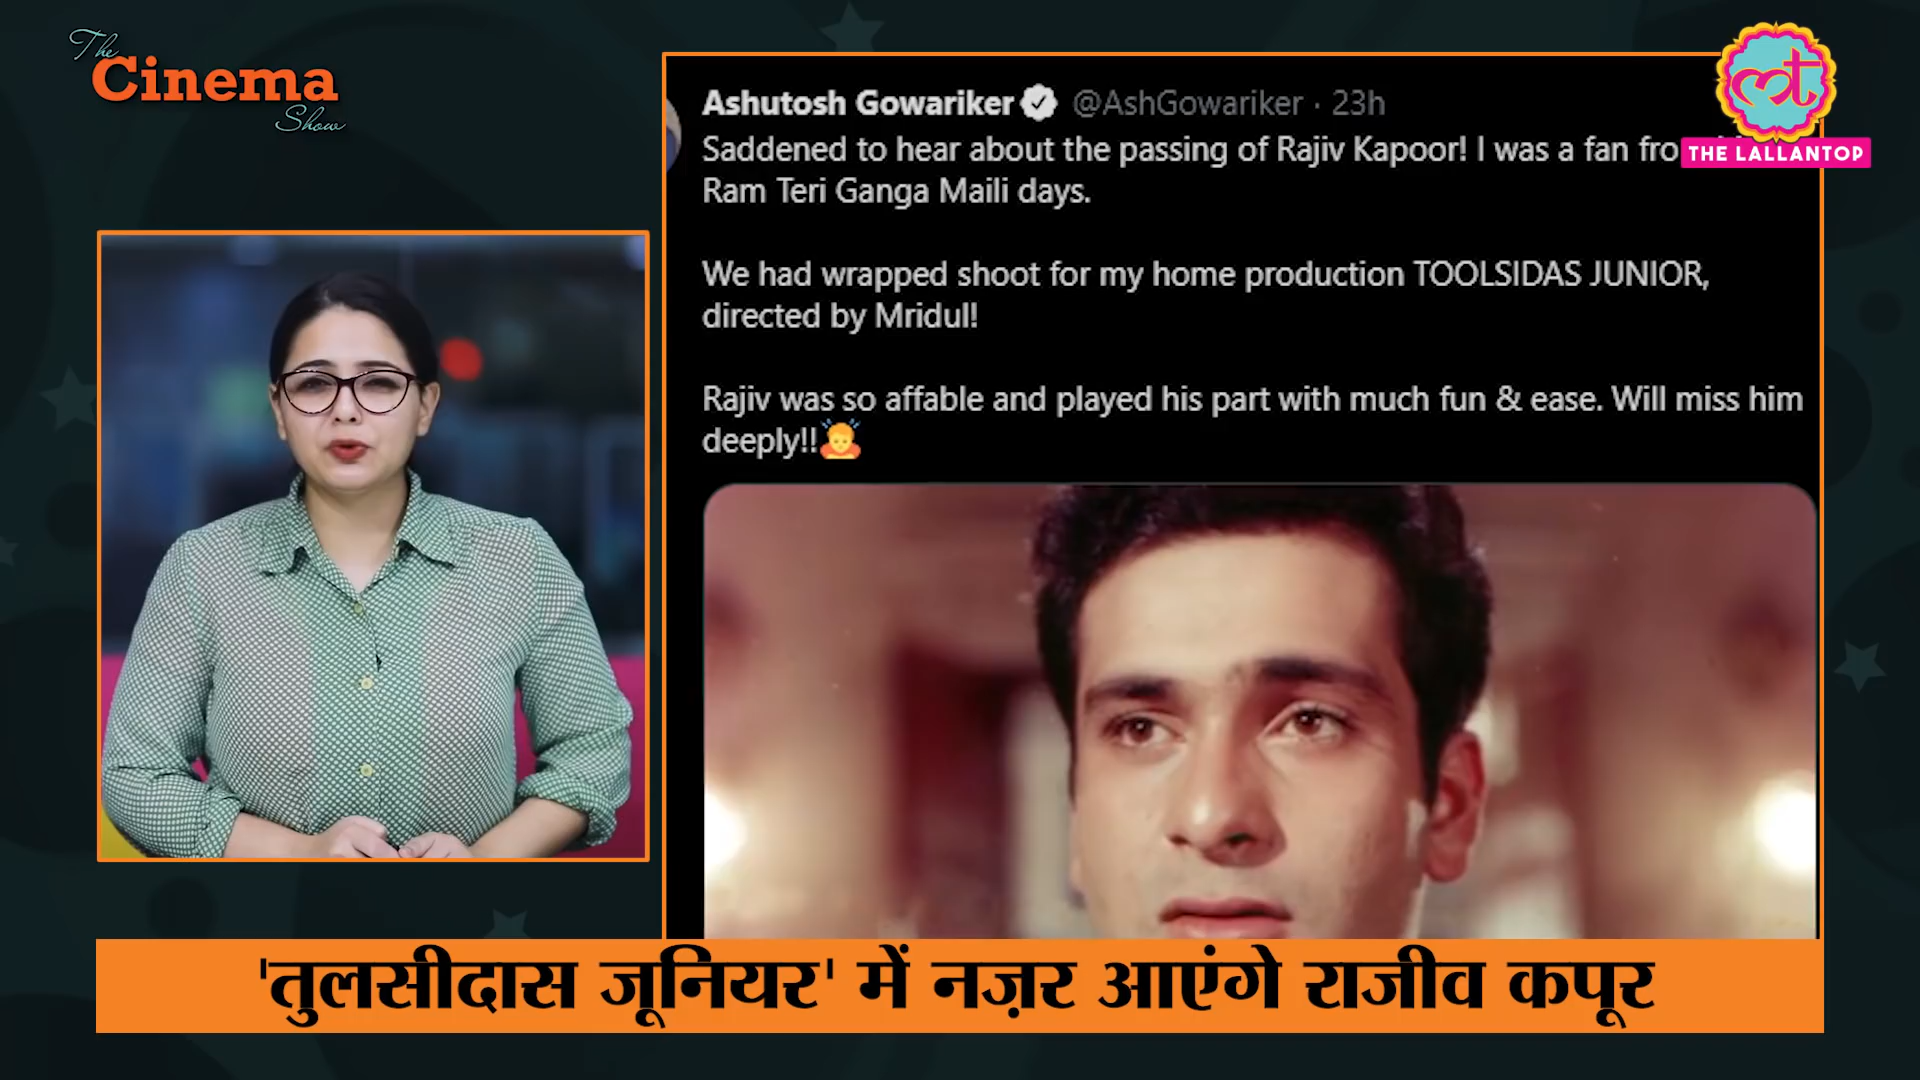 The
Cinema
Show
THE LALLANTOP
Ashutosh Gowariker @AshGowariker · 23h
Saddened to hear about the passing of Rajiv Kapoor! I was a fan
Ram Teri Ganga Maili days.
We had wrapped shoot for my home production TOOLSIDAS JUNIOR,
directed by Mridul!
Rajiv was so affable and played his part with much fun & ease. Will miss him
deeply!!
'तुलसीदास जूनियर' में नज़र आएंगे राजीव कपूर